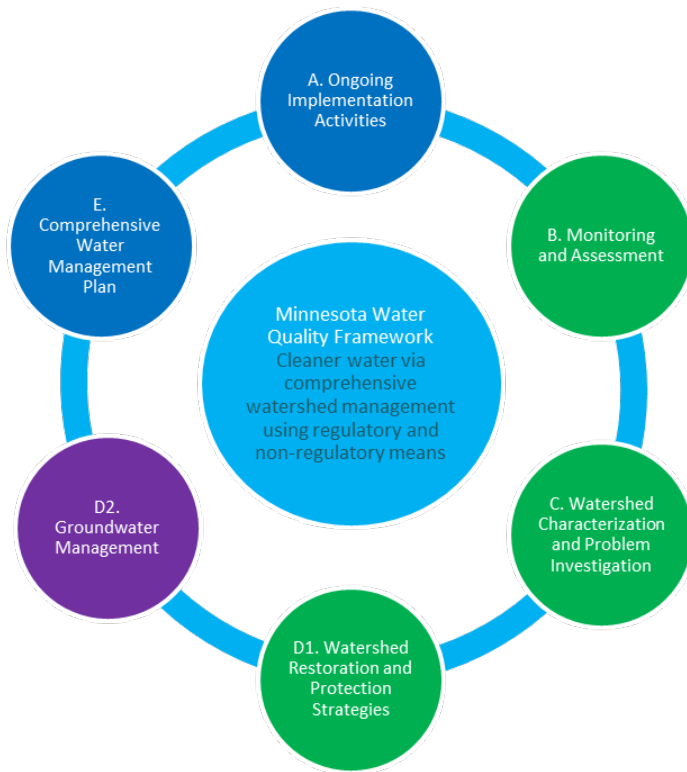 A. Ongoing
Implementation
Activities
B. Monitoring
and Assessment
C. Watershed
Characterization
and Problem
Investigation
D1. Watershed
Restoration and
Protection
Strategies
D2.
Groundwater
Management
E.
Comprehensive
Water
Management
Plan
Minnesota Water
Quality Framework
Cleaner water via
comprehensive
watershed management
using regulatory and
non-regulatory means